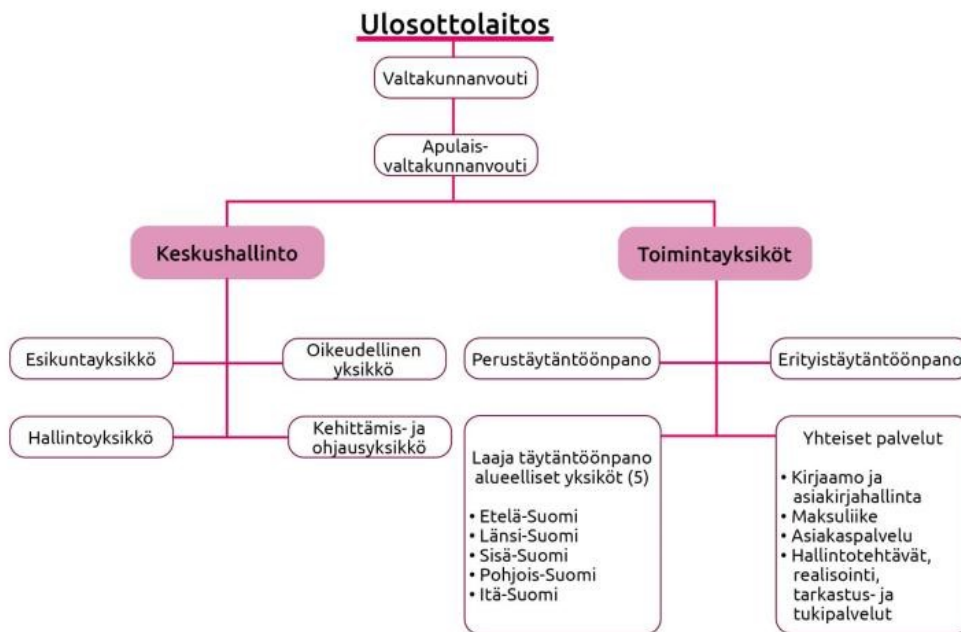 Ulosottolaitos
Valtakunnanvouti
Apulais-
valtakunnanvouti
Keskushallinto
Toimintayksiköt
Esikuntayksikkö
Oikeudellinen
yksikkö
Hallintoyksikkö
Kehittämis- ja
ohjausyksikkö
Perustäytäntöönpano
Erityistäytäntöönpano
Laaja täytäntöönpano
alueelliset yksiköt (5)
• Etelä-Suomi
• Länsi-Suomi
• Sisä-Suomi
• Pohjois-Suomi
• Itä-Suomi
Yhteiset palvelut
• Kirjaamo ja
asiakirjahallinta
• Maksuliike
• Asiakaspalvelu
• Hallintotehtävät,
realisointi,
tarkastus- ja
tukipalvelut